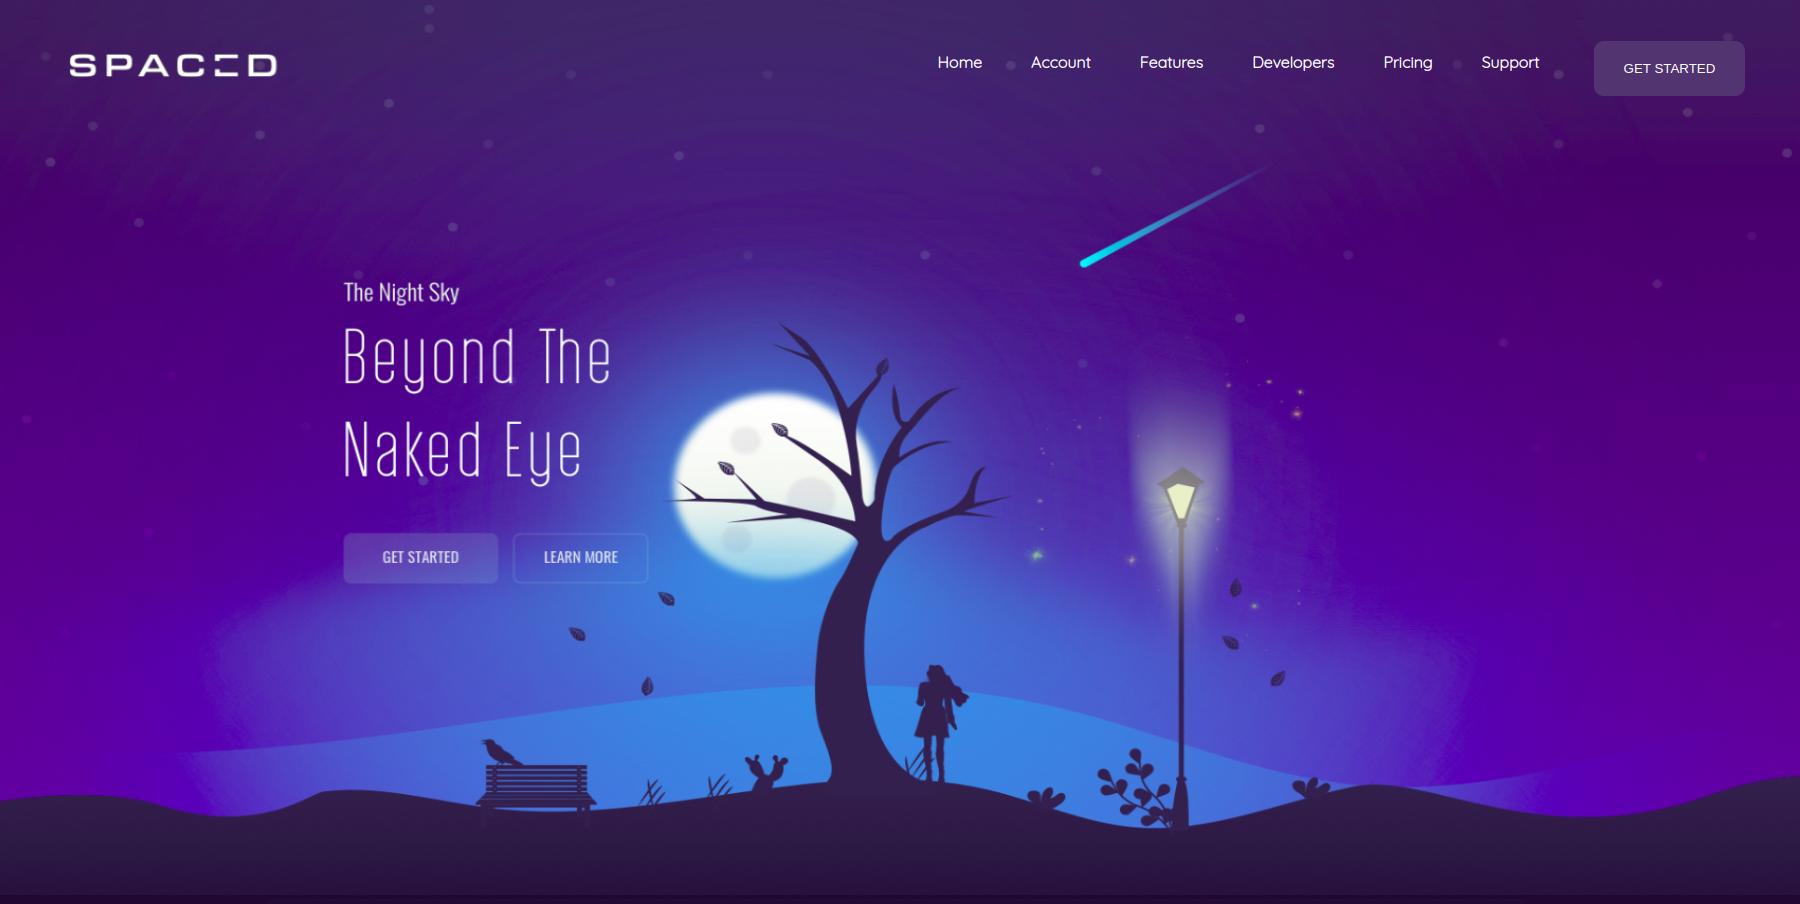 SPACED
Home Account Features Developers Pricing Support GET STARTED
The Night Sky
Beyond The
Naked Eye
GET STARTED LEARN MORE